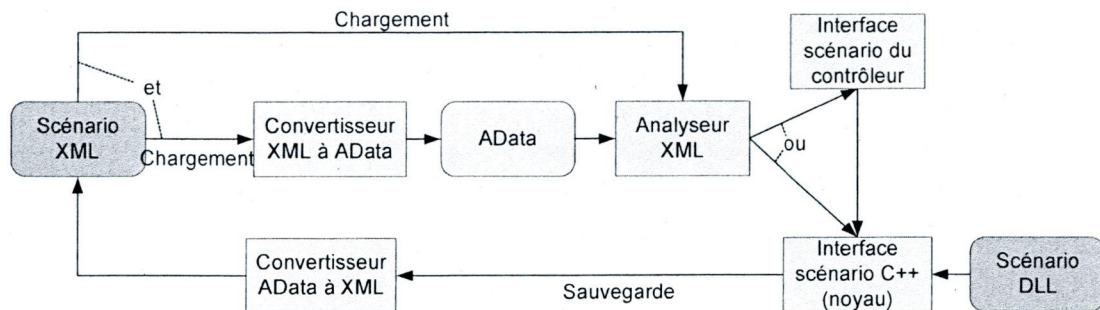 Chargement
Interface
scénario du
contrôleur
et
Scénario
XML
Chargement
Convertisseur
XML à AData
AData
Analyseur
XML
ou
Convertisseur
AData à XML
Sauvegarde
Interface
scénario C++
(noyau)
Scénario
DLL